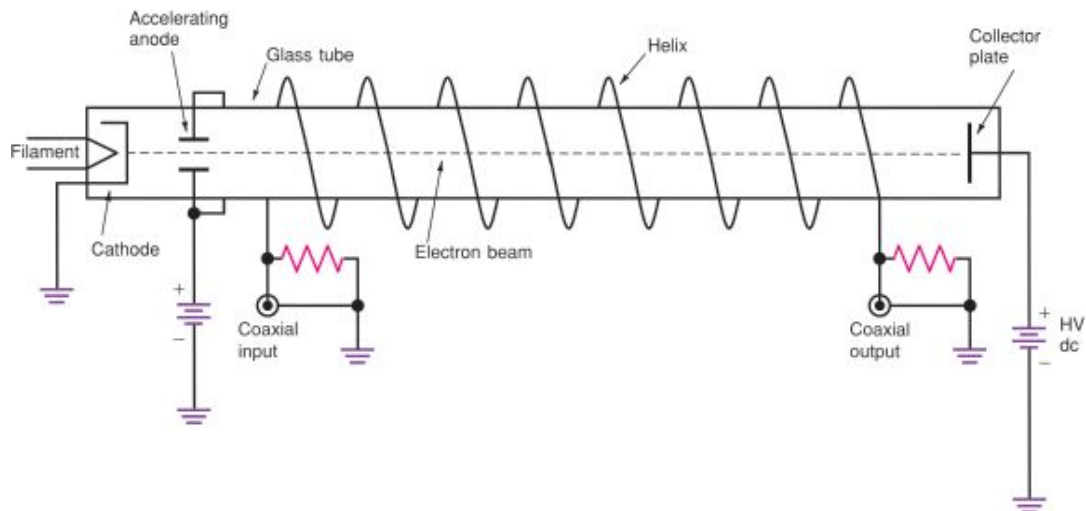 Accelerating
anode
Glass tube
Helix
Collector
plate
Filament
Cathode
Electron beam
+
−
Coaxial
input
Coaxial
output
+
−
HV
dc